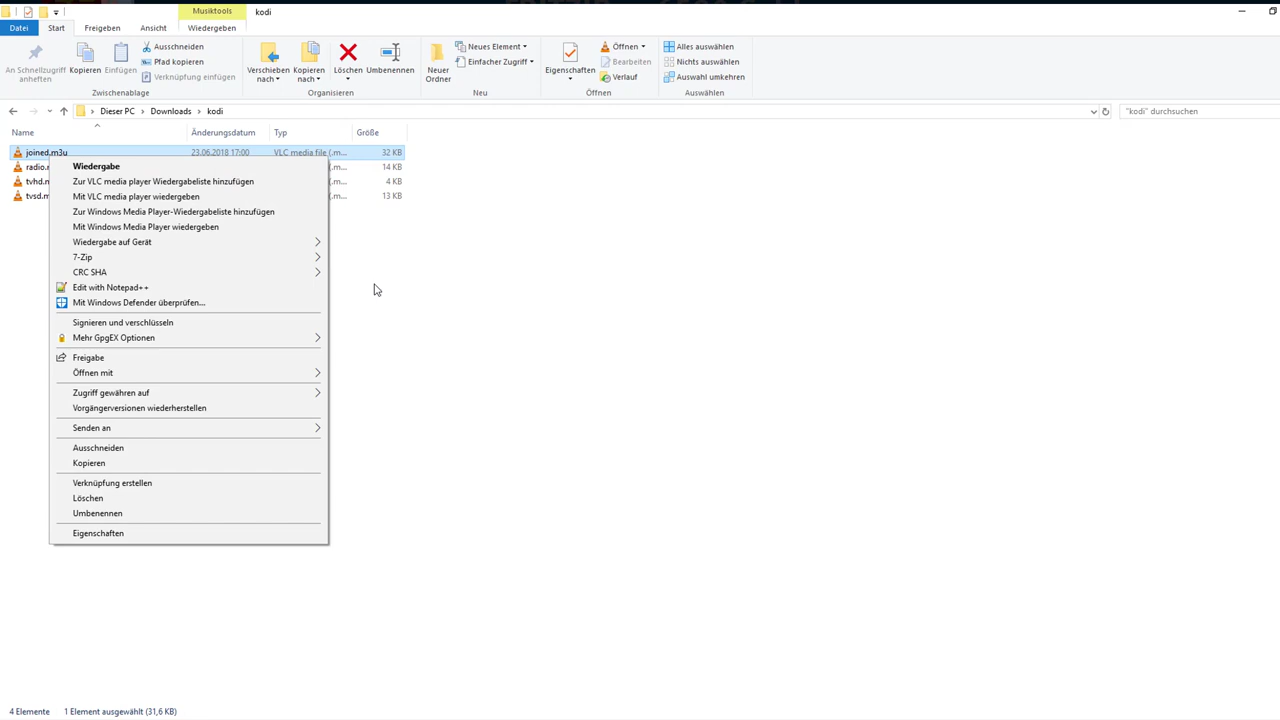 Musiktools
kodi
Datei
Start
Freigeben
Ansicht
Wiedergeben
An Schnellzugriff anheften
Kopieren
Einfügen
Ausschneiden
Pfad kopieren
Verknüpfung einfügen
Verschieben nach
Kopieren nach
Löschen
Umbenennen
Neuer Ordner
Neues Element
Einfacher Zugriff
Eigenschaften
Öffnen
Bearbeiten
Verlauf
Alles auswählen
Nichts auswählen
Auswahl umkehren
Zwischenablage
Organisieren
Neu
Öffnen
Auswählen
Dieser PC
Downloads
kodi
"kodi" durchsuchen
Name
Änderungsdatum
Typ
Größe
joined.m3u 23.06.2018 17:00 VLC media file (.m... 32 KB
14 KB
4 KB
13 KB
Wiedergabe
Zur VLC media player Wiedergabeliste hinzufügen
Mit VLC media player wiedergeben
Zur Windows Media Player-Wiedergabeliste hinzufügen
Mit Windows Media Player wiedergeben
Wiedergabe auf Gerät
7-Zip
CRC SHA
Edit with Notepad++
Mit Windows Defender überprüfen...
Signieren und verschlüsseln
Mehr GpgEX Optionen
Freigabe
Öffnen mit
Zugriff gewähren auf
Vorgängerversionen wiederherstellen
Senden an
Ausschneiden
Kopieren
Verknüpfung erstellen
Löschen
Umbenennen
Eigenschaften
4 Elemente
1 Element ausgewählt (31,6 KB)